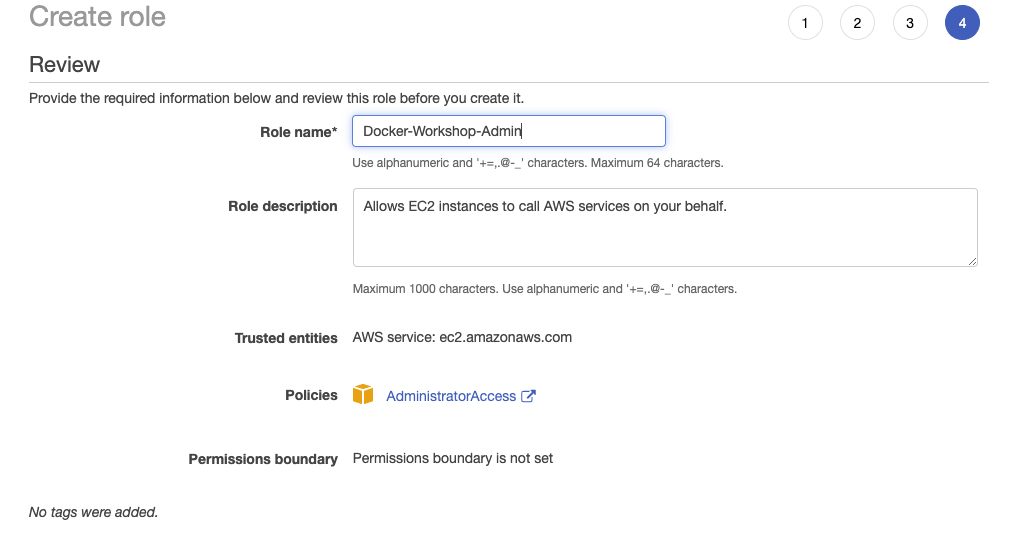 Create role
1 2 3 4
Review
Provide the required information below and review this role before you create it.
Role name* Docker-Workshop-Admin
Use alphanumeric and '+=,.@-_' characters. Maximum 64 characters.
Role description Allows EC2 instances to call AWS services on your behalf.
Maximum 1000 characters. Use alphanumeric and '+=,.@-_' characters.
Trusted entities AWS service: ec2.amazonaws.com
Policies AdministratorAccess
Permissions boundary Permissions boundary is not set
No tags were added.